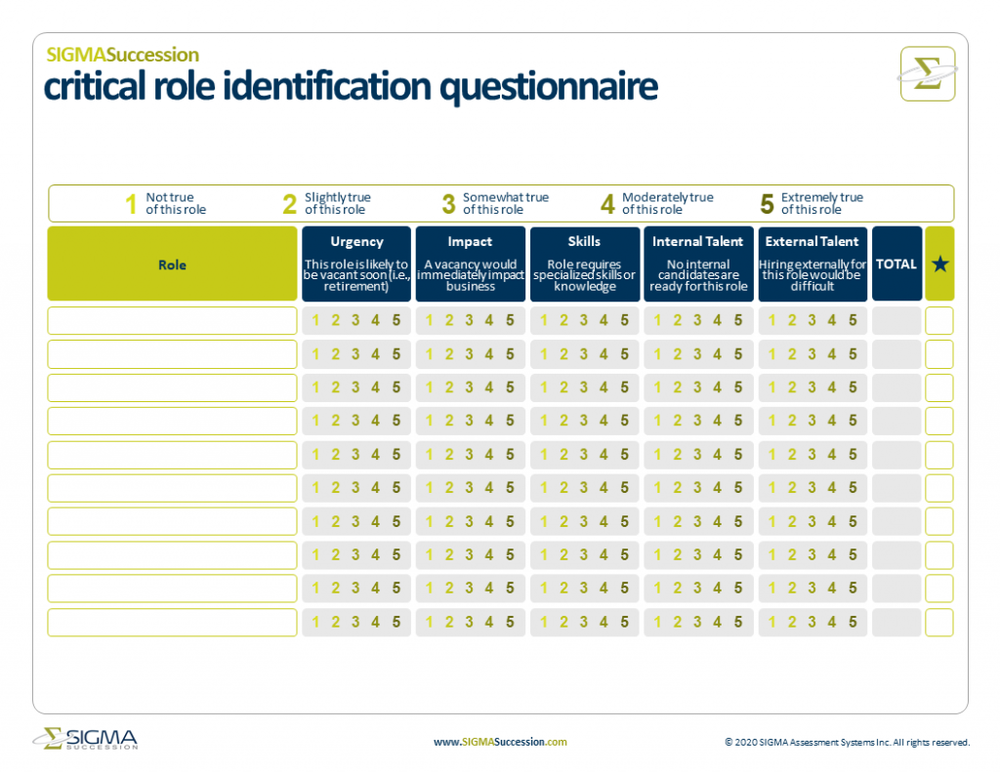 SIGMASuccession
critical role identification questionnaire
1 Not true
of this role
2 Slightly true
of this role
3 Somewhat true
of this role
4 Moderately true
of this role
5 Extremely true
of this role
Role
Urgency
This role is likely to
be vacant soon (i.e.,
retirement)
Impact
A vacancy would
immediately impact
business
Skills
Role requires
specialized skills or
knowledge
Internal Talent
No internal
candidates are
ready for this role
External Talent
Hiring externally for
this role would be
difficult
TOTAL
★
1 2 3 4 5 1 2 3 4 5 1 2 3 4 5 1 2 3 4 5 1 2 3 4 5
1 2 3 4 5 1 2 3 4 5 1 2 3 4 5 1 2 3 4 5 1 2 3 4 5
1 2 3 4 5 1 2 3 4 5 1 2 3 4 5 1 2 3 4 5 1 2 3 4 5
1 2 3 4 5 1 2 3 4 5 1 2 3 4 5 1 2 3 4 5 1 2 3 4 5
1 2 3 4 5 1 2 3 4 5 1 2 3 4 5 1 2 3 4 5 1 2 3 4 5
1 2 3 4 5 1 2 3 4 5 1 2 3 4 5 1 2 3 4 5 1 2 3 4 5
1 2 3 4 5 1 2 3 4 5 1 2 3 4 5 1 2 3 4 5 1 2 3 4 5
1 2 3 4 5 1 2 3 4 5 1 2 3 4 5 1 2 3 4 5 1 2 3 4 5
1 2 3 4 5 1 2 3 4 5 1 2 3 4 5 1 2 3 4 5 1 2 3 4 5
1 2 3 4 5 1 2 3 4 5 1 2 3 4 5 1 2 3 4 5 1 2 3 4 5
Σ SIGMA
SUCCESSION
www.SIGMASuccession.com
© 2020 SIGMA Assessment Systems Inc. All rights reserved.